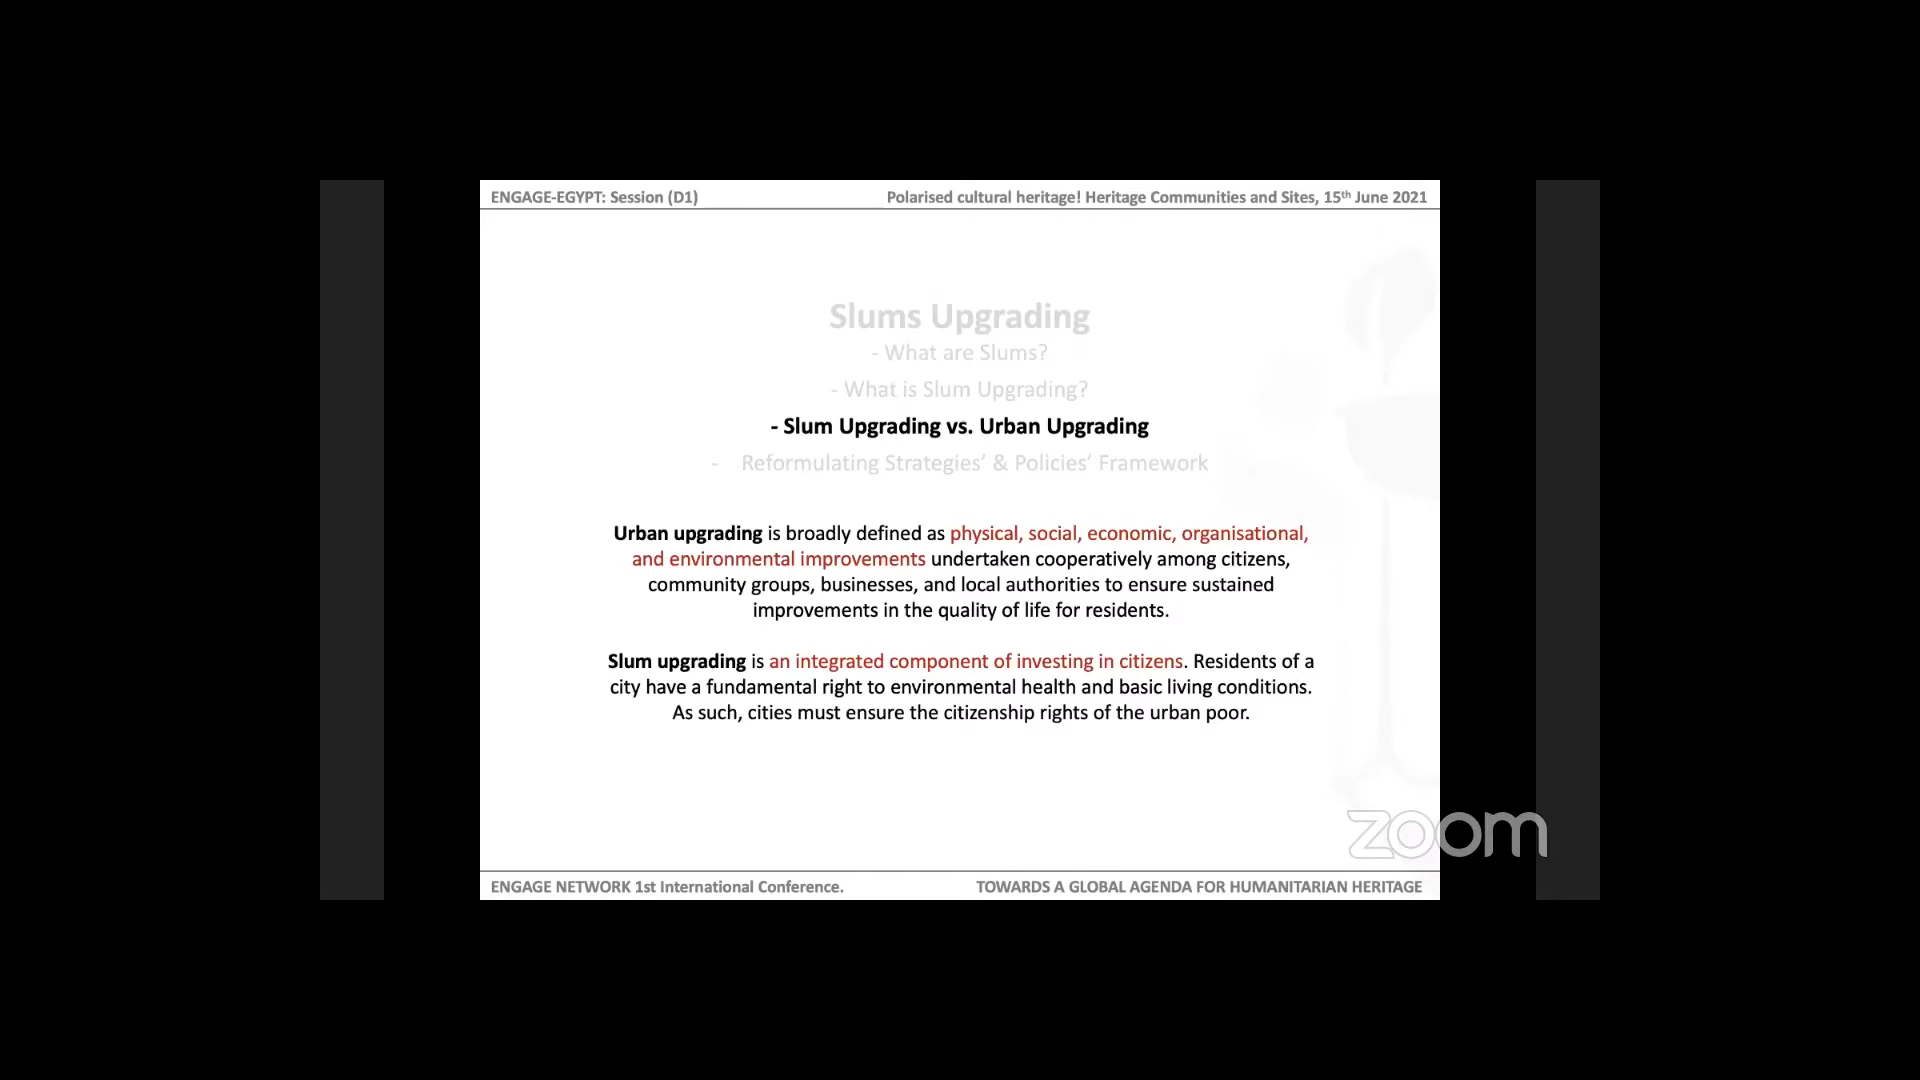 ENGAGE-EGYPT: Session (D1)
Polarised cultural heritage! Heritage Communities and Sites, 15th June 2021
Slums Upgrading
- What are Slums?
- What is Slum Upgrading?
- Slum Upgrading vs. Urban Upgrading
- Reformulating Strategies’ & Policies’ Framework
Urban upgrading is broadly defined as physical, social, economic, organisational,
and environmental improvements undertaken cooperatively among citizens,
community groups, businesses, and local authorities to ensure sustained
improvements in the quality of life for residents.
Slum upgrading is an integrated component of investing in citizens. Residents of a
city have a fundamental right to environmental health and basic living conditions.
As such, cities must ensure the citizenship rights of the urban poor.
zoom
ENGAGE NETWORK 1st International Conference.
TOWARDS A GLOBAL AGENDA FOR HUMANITARIAN HERITAGE